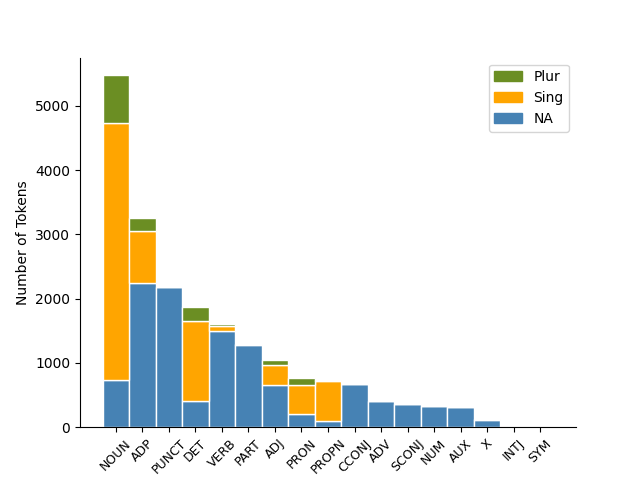 Plur
Sing
NA
Number of Tokens
5000
4000
3000
2000
1000
0
NOUN
ADP
PUNCT
DET
VERB
PART
ADJ
PRON
PROPN
CCONJ
ADV
SCONJ
NUM
AUX
X
INTJ
SYM